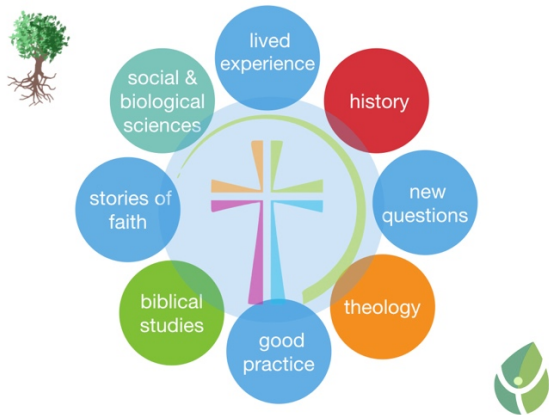 lived
experience
history
new
questions
theology
good
practice
biblical
studies
stories of
faith
social &
biological
sciences